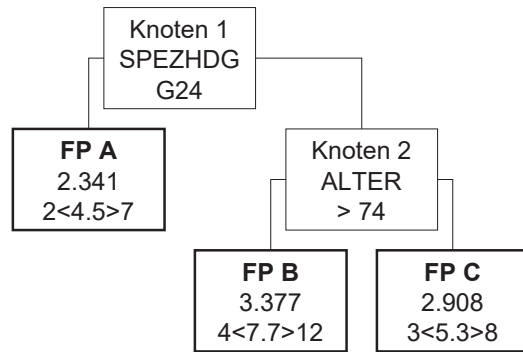 Knoten 1
SPEZHDG
G24
FP A
2.341
2<4.5>7
Knoten 2
ALTER
> 74
FP B
3.377
4<7.7>12
FP C
2.908
3<5.3>8